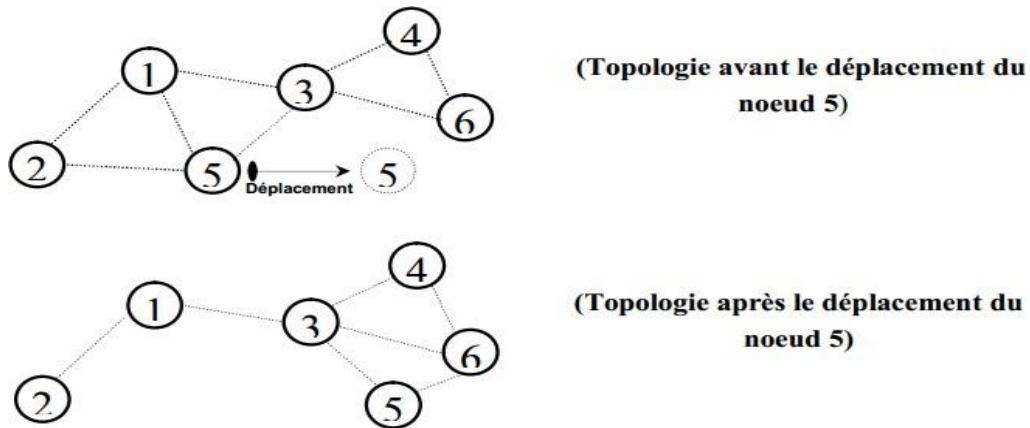 4
1
(Topologie avant le déplacement du
noeud 5)
3
6
2
5
5
Déplacement
4
1
(Topologie après le déplacement du
noeud 5)
3
6
2
5